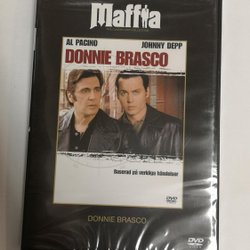 Maffia
AL PACINO JOHNNY DEPP
DONNIE BRASCO
Baserad på verkliga händelser
DVD
DONNIE BRASCO
DVD